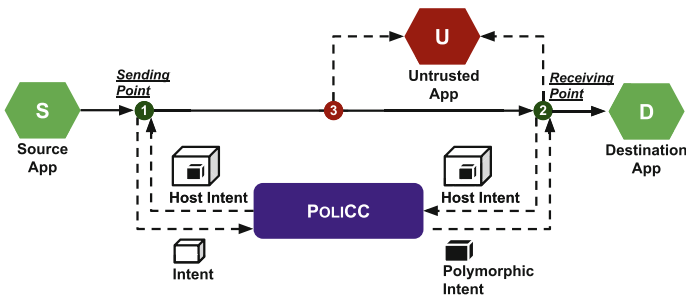 U
Untrusted
App
Sending
Point
Receiving
Point
S
1
3
2
D
Source
App
Destination
App
Host Intent
Host Intent
POLICC
Intent
Polymorphic
Intent